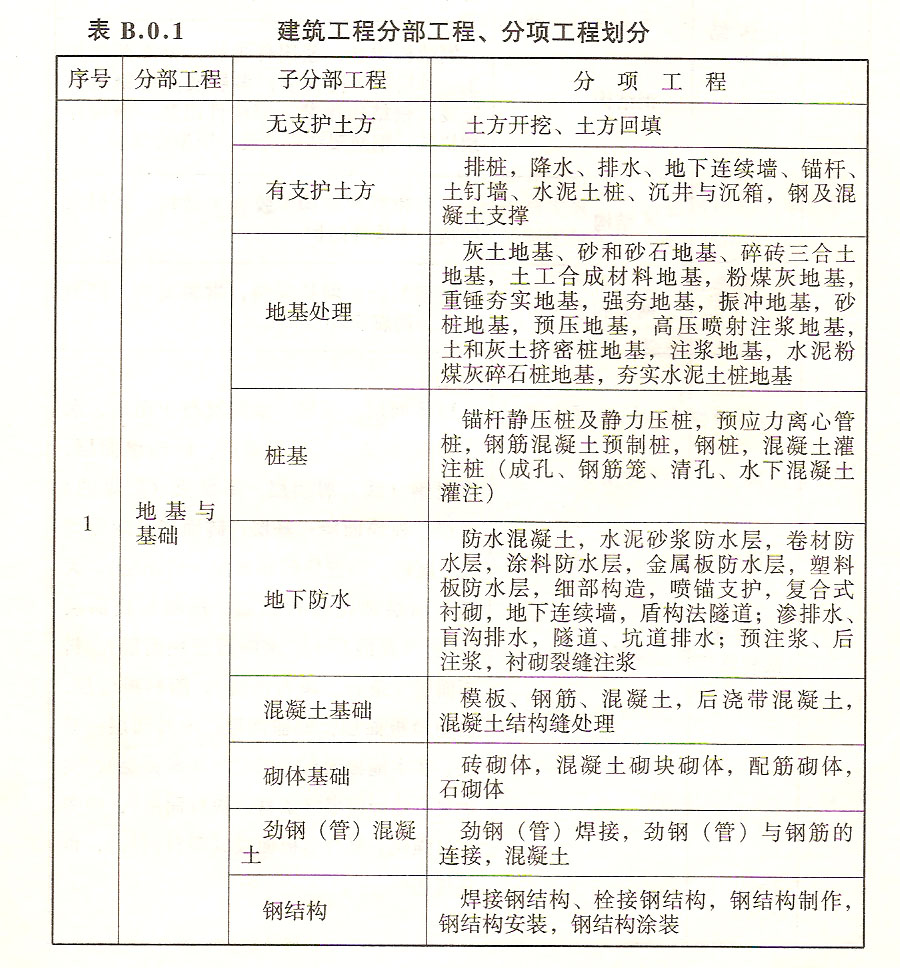 表 B.0.1 建筑工程分部工程、分项工程划分
序号 分部工程 子分部工程 分项工程
1
地基与
基础
无支护土方
土方开挖、土方回填
有支护土方
排桩，降水、排水、地下连续墙、锚杆、
土钉墙、水泥土桩、沉井与沉箱，钢及混
凝土支撑
地基处理
灰土地基、砂和砂石地基、碎砖三合土
地基，土工合成材料地基，粉煤灰地基，
重锤夯实地基，强夯地基，振冲地基，砂
桩地基，预压地基，高压喷射注浆地基，
土和灰土挤密桩地基，注浆地基，水泥粉
煤灰碎石桩地基，夯实水泥土桩地基
桩基
锚杆静压桩及静力压桩，预应力离心管
桩，钢筋混凝土预制桩，钢桩，混凝土灌
注桩（成孔、钢筋笼、清孔、水下混凝土
灌注）
地下防水
防水混凝土，水泥砂浆防水层，卷材防
水层，涂料防水层，金属板防水层，塑料
板防水层，细部构造，喷锚支护，复合式
衬砌，地下连续墙，盾构法隧道；渗排水、
盲沟排水，隧道、坑道排水；预注浆、后
注浆，衬砌裂缝注浆
混凝土基础
模板、钢筋、混凝土，后浇带混凝土，
混凝土结构缝处理
砌体基础
砖砌体，混凝土砌块砌体，配筋砌体，
石砌体
劲钢（管）混凝
土
劲钢（管）焊接，劲钢（管）与钢筋的
连接，混凝土
钢结构
焊接钢结构、栓接钢结构，钢结构制作，
钢结构安装，钢结构涂装